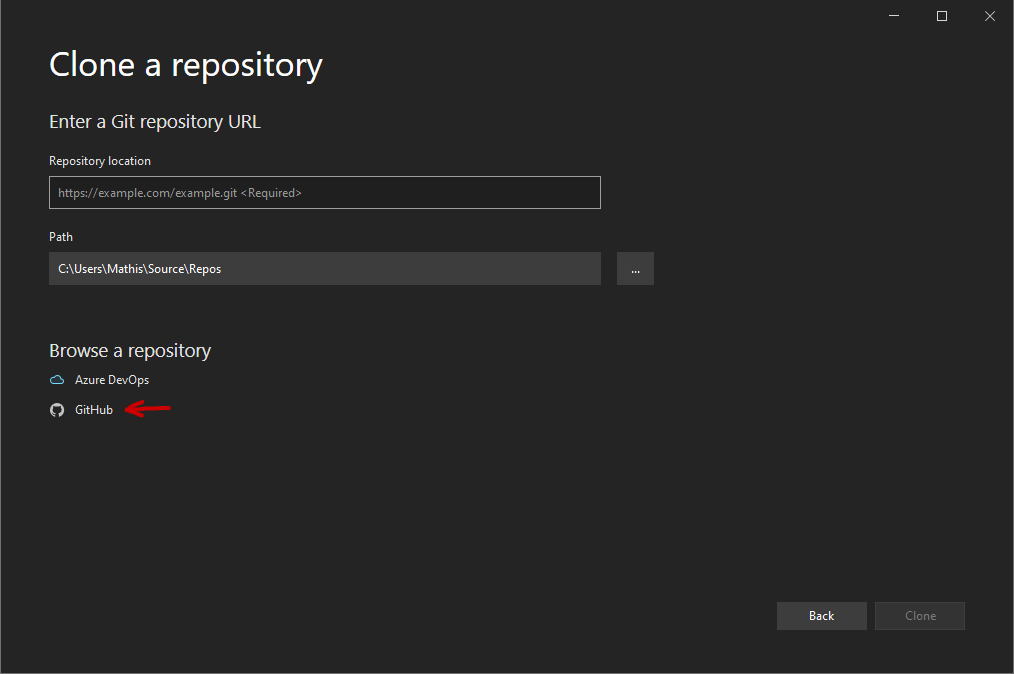 Clone a repository
Enter a Git repository URL
Repository location
https://example.com/example.git <Required>
Path
C:\Users\Mathis\Source\Repos
...
Browse a repository
Azure DevOps
GitHub
Back
Clone